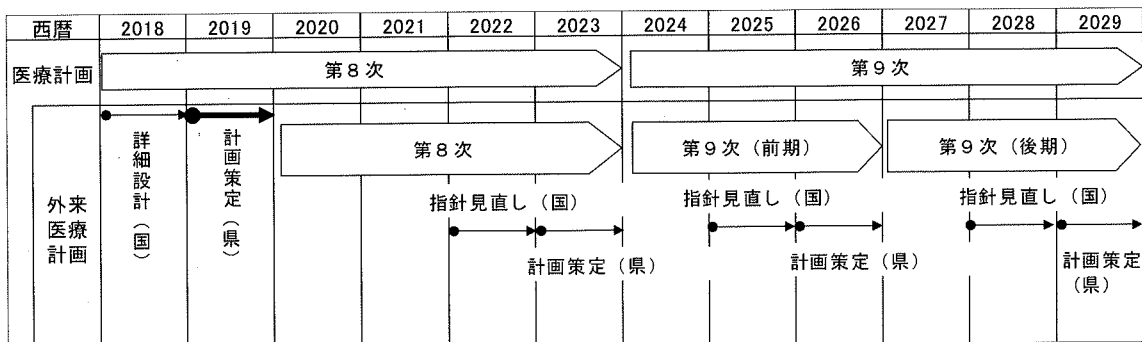 西暦 2018 2019 2020 2021 2022 2023 2024 2025 2026 2027 2028 2029
医療計画 第８次 第９次
外来
医療
計画
詳細設計（国）
計画策定（県）
第８次 第９次（前期） 第９次（後期）
指針見直し（国） 指針見直し（国） 指針見直し（国）
計画策定（県） 計画策定（県） 計画策定
（県）